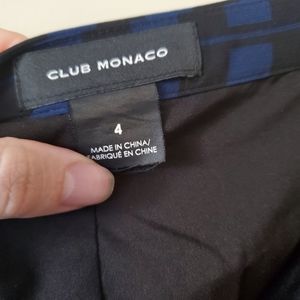 CLUB MONACO
4
MADE IN CHINA/
FABRIQUÉ EN CHINE